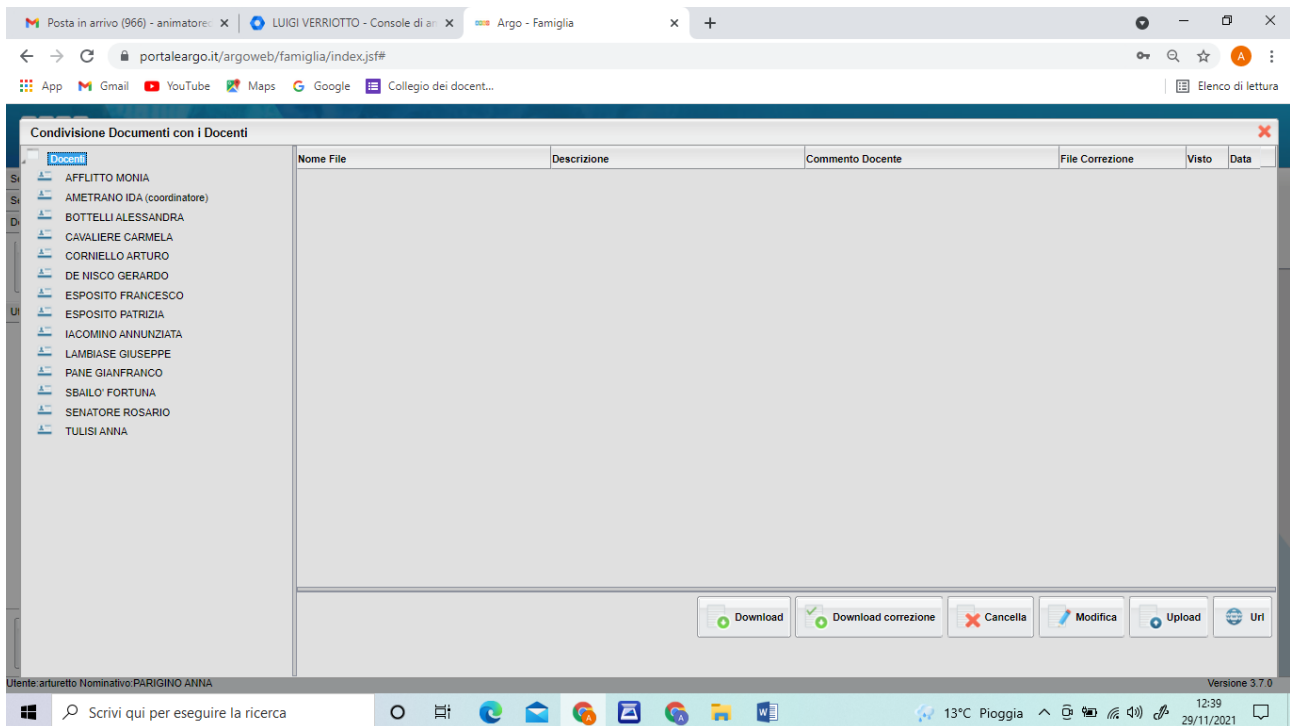 Posta in arrivo (966) - animatored
LUIGI VERRIOTTO - Console di am
Argo - Famiglia
portaleargo.it/argoweb/famiglia/index.jsf#
A
App
Gmail
YouTube
Maps
Google
Collegio dei docent...
Elenco di lettura
Condivisione Documenti con i Docenti
Docenti
Nome File
Descrizione
Commento Docente
File Correzione
Visto
Data
AFFLITTO MONIA
AMETRANO IDA (coordinatore)
BOTTELLI ALESSANDRA
CAVALIERE CARMELA
CORNIELLO ARTURO
DE NISCO GERARDO
ESPOSITO FRANCESCO
ESPOSITO PATRIZIA
IACOMINO ANNUNZIATA
LAMBIASE GIUSEPPE
PANE GIANFRANCO
SBAILO' FORTUNA
SENATORE ROSARIO
TULISI ANNA
Download
Download correzione
Cancella
Modifica
Upload
Url
Utente:arturetto Nominativo:PARIGINO ANNA
Versione 3.7.0
Scrivi qui per eseguire la ricerca
13°C Pioggia
12:39
29/11/2021